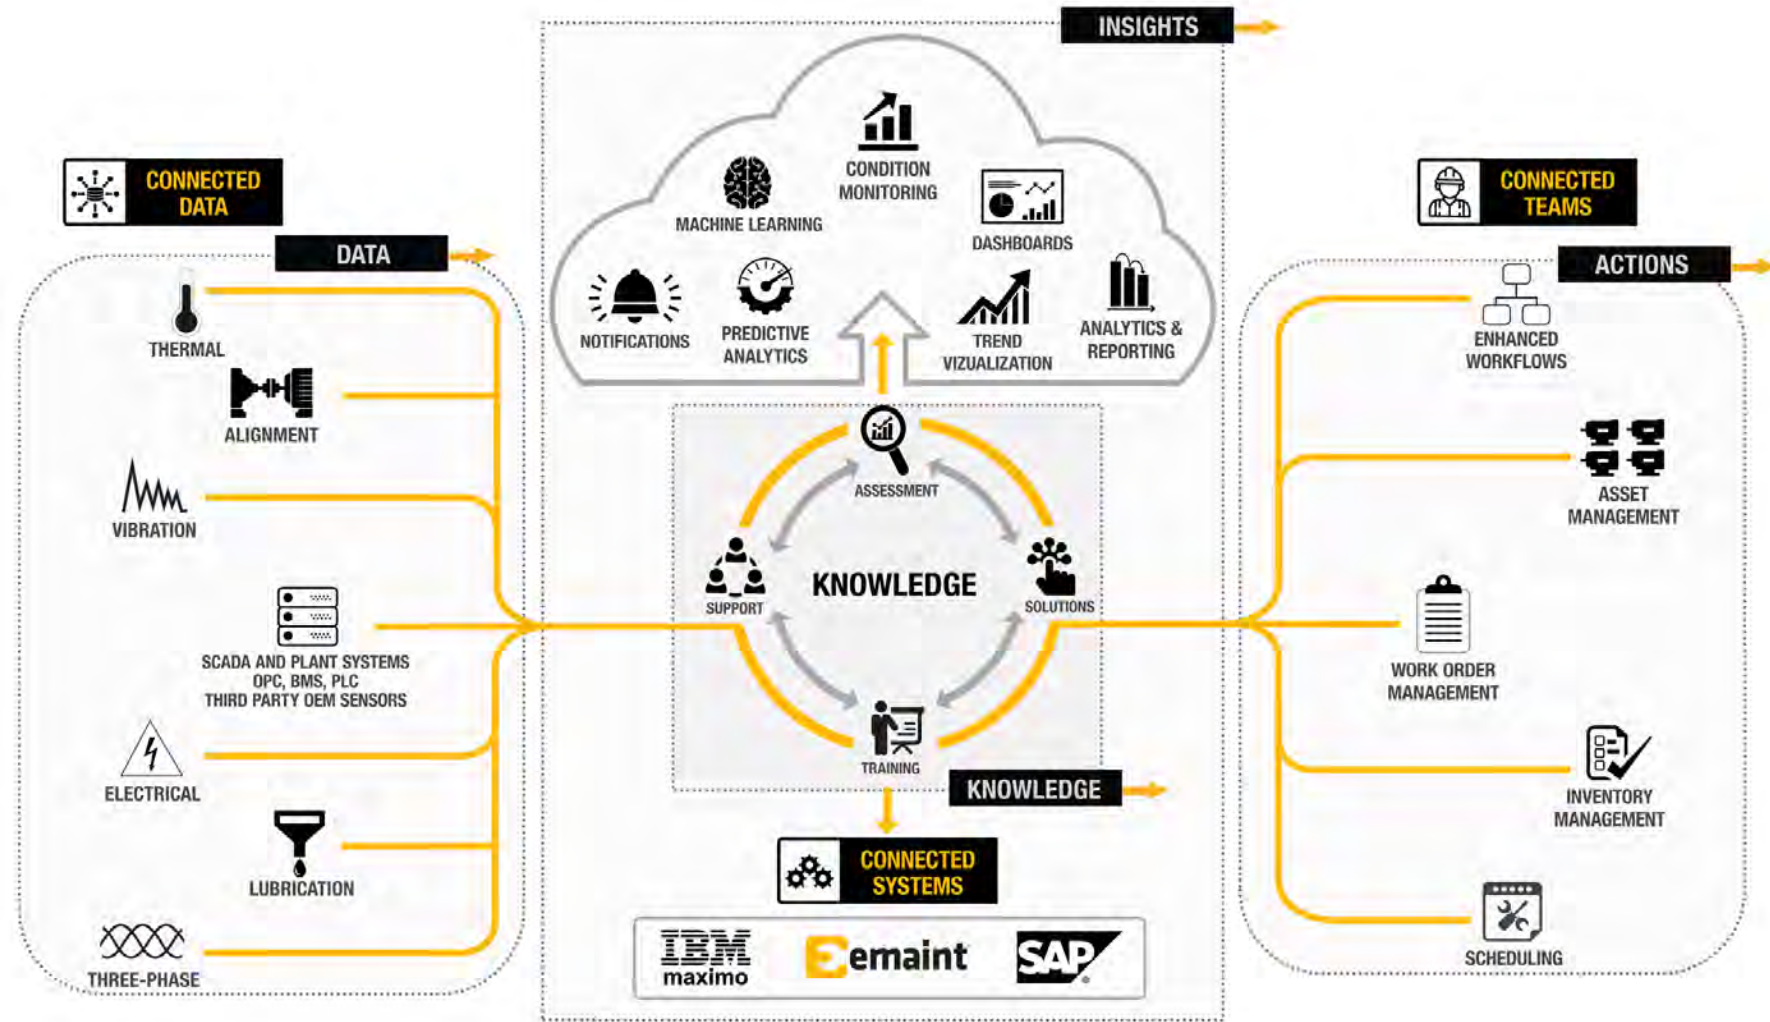 CONNECTED
DATA
DATA
THERMAL
ALIGNMENT
VIBRATION
SCADA AND PLANT SYSTEMS
OPC, BMS, PLC
THIRD PARTY OEM SENSORS
ELECTRICAL
LUBRICATION
THREE-PHASE
INSIGHTS
CONDITION
MONITORING
MACHINE LEARNING
DASHBOARDS
NOTIFICATIONS
PREDICTIVE
ANALYTICS
TREND
VIZUALIZATION
ANALYTICS &
REPORTING
ASSESSMENT
SUPPORT
KNOWLEDGE
SOLUTIONS
TRAINING
KNOWLEDGE
CONNECTED
SYSTEMS
IBM
maximo
emaint
SAP
CONNECTED
TEAMS
ACTIONS
ENHANCED
WORKFLOWS
ASSET
MANAGEMENT
WORK ORDER
MANAGEMENT
INVENTORY
MANAGEMENT
SCHEDULING